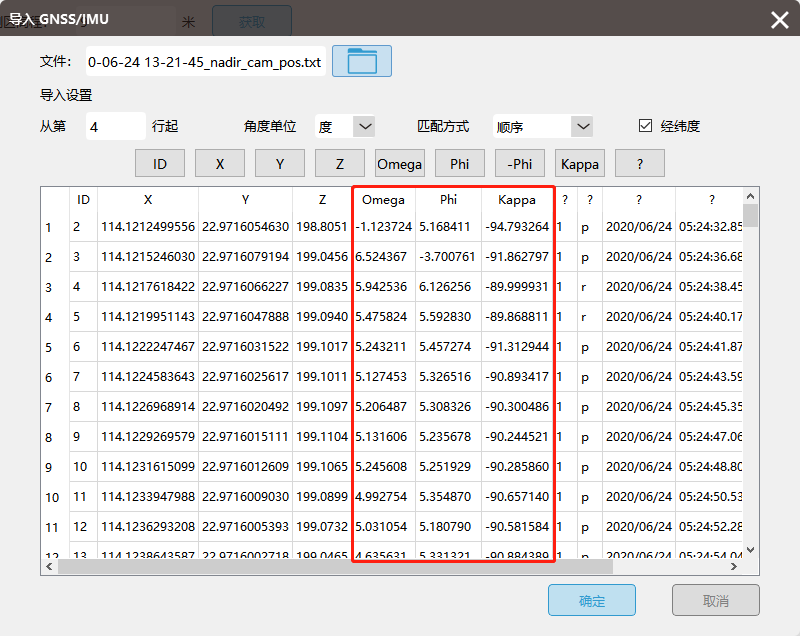 导入 GNSS/IMU
米 获取
文件: 0-06-24 13-21-45_nadir_cam_pos.txt
导入设置
从第 4 行起 角度单位 度 匹配方式 顺序 经纬度
ID X Y Z Omega Phi -Phi Kappa ?
ID X Y Z Omega Phi Kappa ? ? ? ?
1 2 114.1212499556 22.9716054630 198.8051 -1.123724 5.168411 -94.793264 1 p 2020/06/24 05:24:32.85
2 3 114.1215246030 22.9716079194 199.0456 6.524367 -3.700761 -91.862797 1 p 2020/06/24 05:24:36.68
3 4 114.1217618422 22.9716066227 199.0835 5.942536 6.126256 -89.999931 1 r 2020/06/24 05:24:38.45
4 5 114.1219951143 22.9716047888 199.0940 5.475824 5.592830 -89.868811 1 r 2020/06/24 05:24:40.17
5 6 114.1222247467 22.9716031522 199.1017 5.243211 5.457274 -91.312944 1 p 2020/06/24 05:24:41.87
6 7 114.1224583643 22.9716025617 199.1011 5.127453 5.326516 -90.893417 1 p 2020/06/24 05:24:43.59
7 8 114.1226968914 22.9716020492 199.1097 5.206487 5.308326 -90.300486 1 p 2020/06/24 05:24:45.35
8 9 114.1229269579 22.9716015111 199.1104 5.131606 5.235678 -90.244521 1 p 2020/06/24 05:24:47.06
9 10 114.1231615099 22.9716012609 199.1065 5.245608 5.251929 -90.285860 1 p 2020/06/24 05:24:48.80
10 11 114.1233947988 22.9716009030 199.0899 4.992754 5.354870 -90.657140 1 p 2020/06/24 05:24:50.53
11 12 114.1236293208 22.9716005393 199.0732 5.031054 5.180790 -90.581584 1 p 2020/06/24 05:24:52.28
12 13 114.1238643587 22.9716002718 199.0465 4.635631 5.331321 -90.884389 1 p 2020/06/24 05:24:54.04
确定 取消